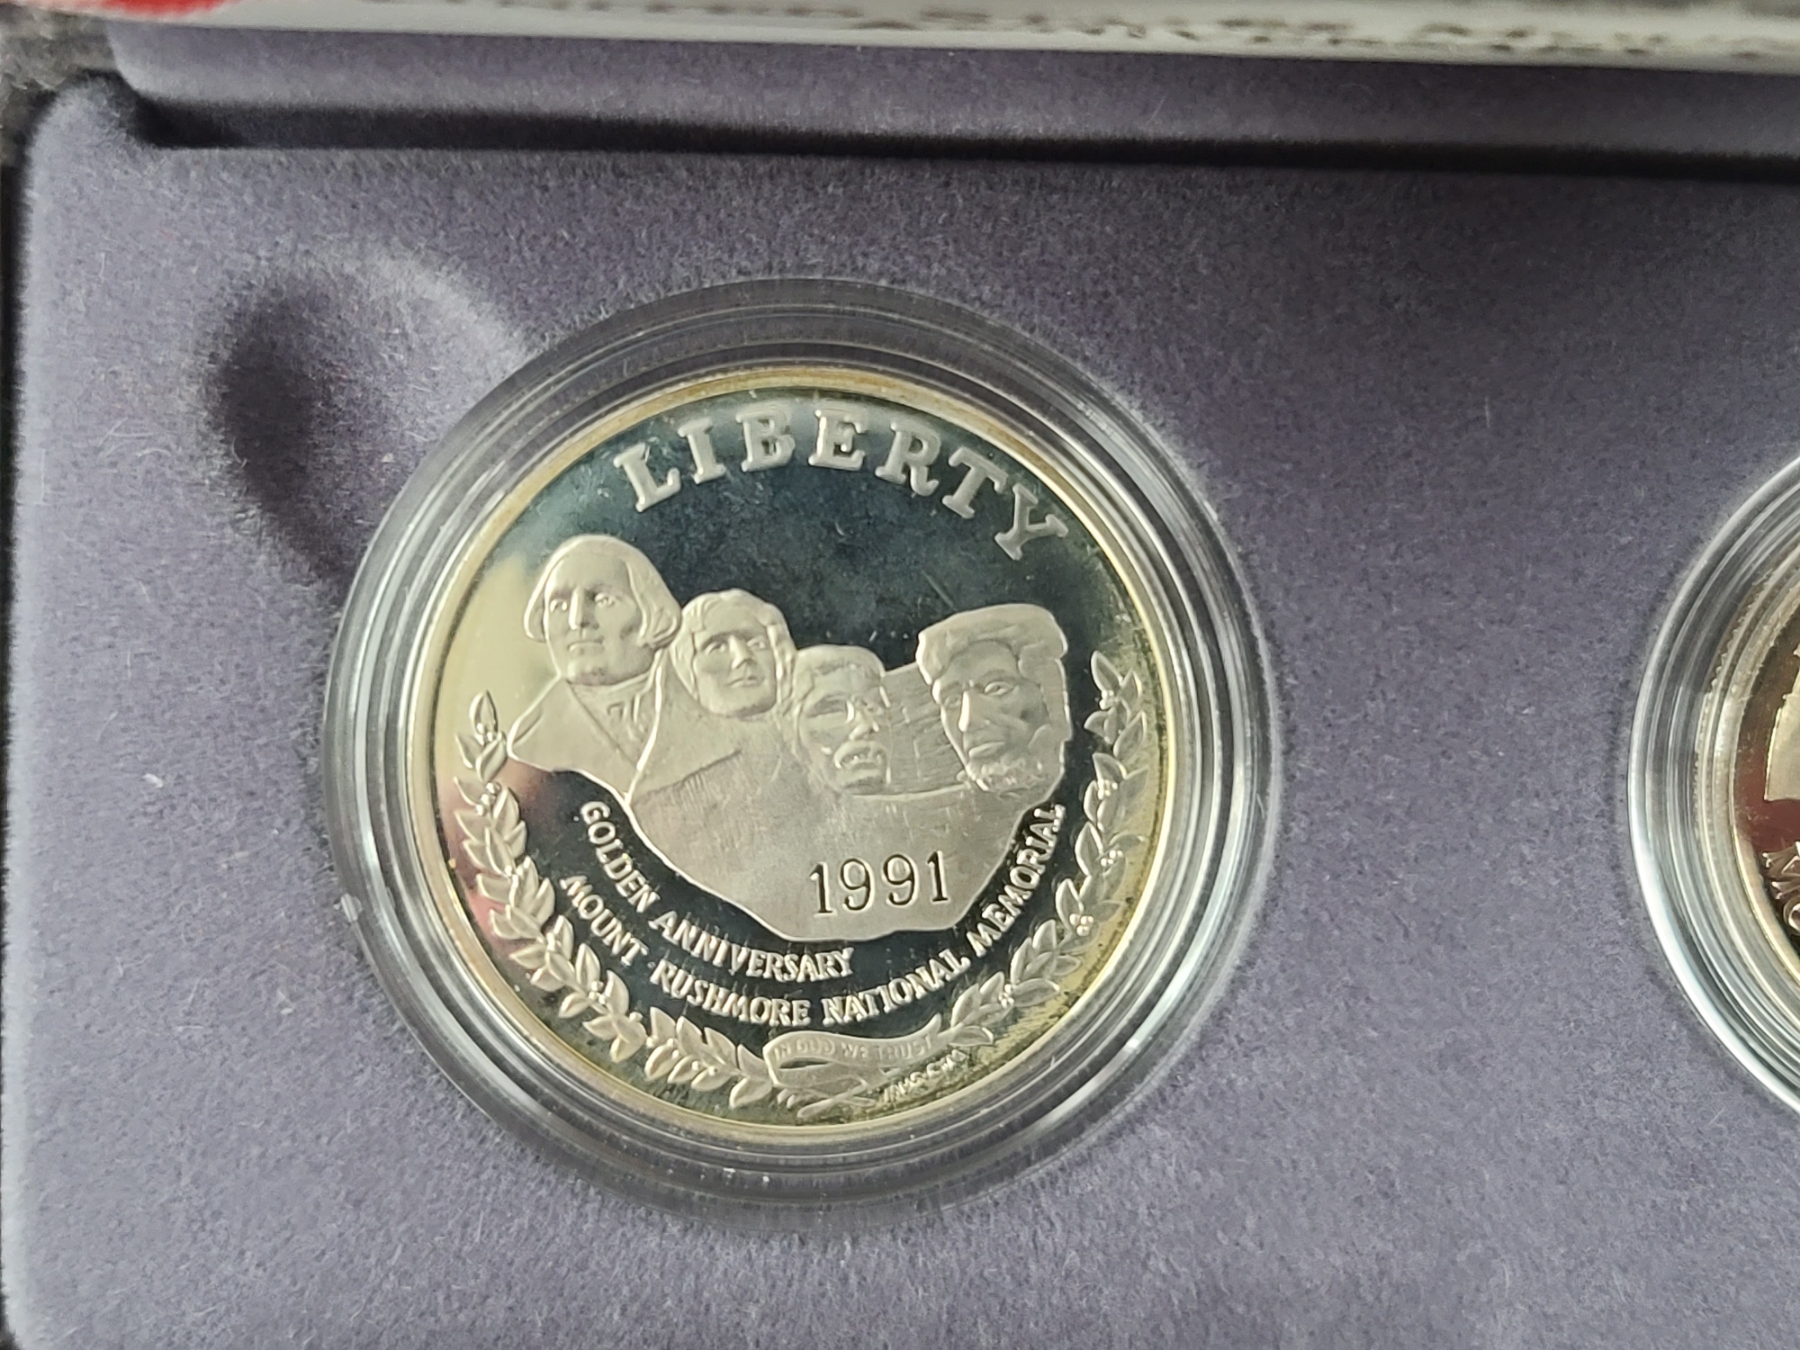 LIBERTY
1991
GOLDEN ANNIVERSARY
MOUNT RUSHMORE NATIONAL MEMORIAL
IN GOD WE TRUST